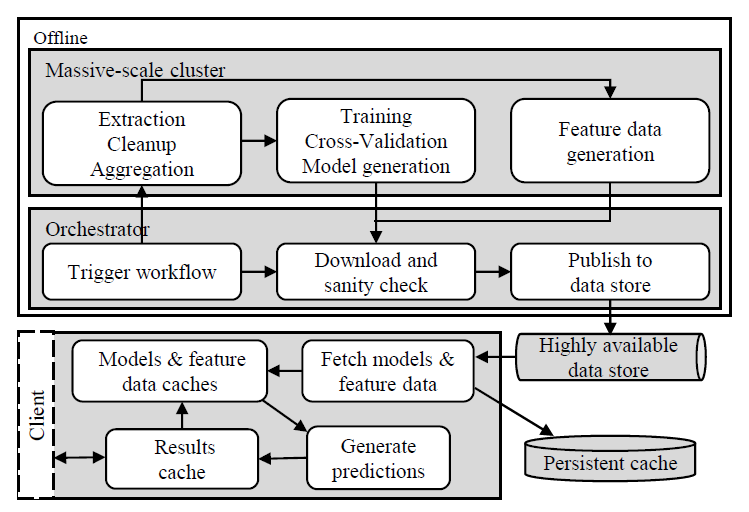 Offline
Massive-scale cluster
Extraction
Cleanup
Aggregation
Training
Cross-Validation
Model generation
Feature data
generation
Orchestrator
Trigger workflow
Download and
sanity check
Publish to
data store
Highly available
data store
Client
Models & feature
data caches
Fetch models &
feature data
Results
cache
Generate
predictions
Persistent cache